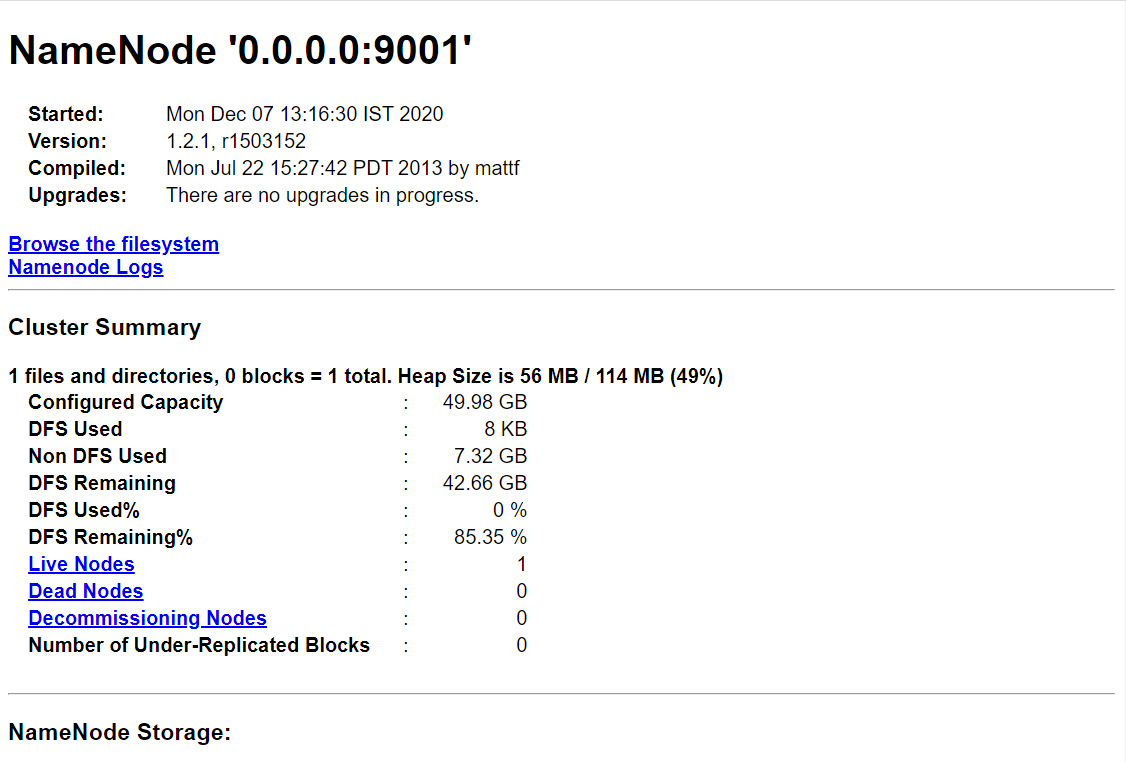 NameNode '0.0.0.0:9001'
Started: Mon Dec 07 13:16:30 IST 2020
Version: 1.2.1, r1503152
Compiled: Mon Jul 22 15:27:42 PDT 2013 by mattf
Upgrades: There are no upgrades in progress.
Browse the filesystem
Namenode Logs
Cluster Summary
1 files and directories, 0 blocks = 1 total. Heap Size is 56 MB / 114 MB (49%)
Configured Capacity : 49.98 GB
DFS Used : 8 KB
Non DFS Used : 7.32 GB
DFS Remaining : 42.66 GB
DFS Used% : 0 %
DFS Remaining% : 85.35 %
Live Nodes : 1
Dead Nodes : 0
Decommissioning Nodes : 0
Number of Under-Replicated Blocks : 0
NameNode Storage: